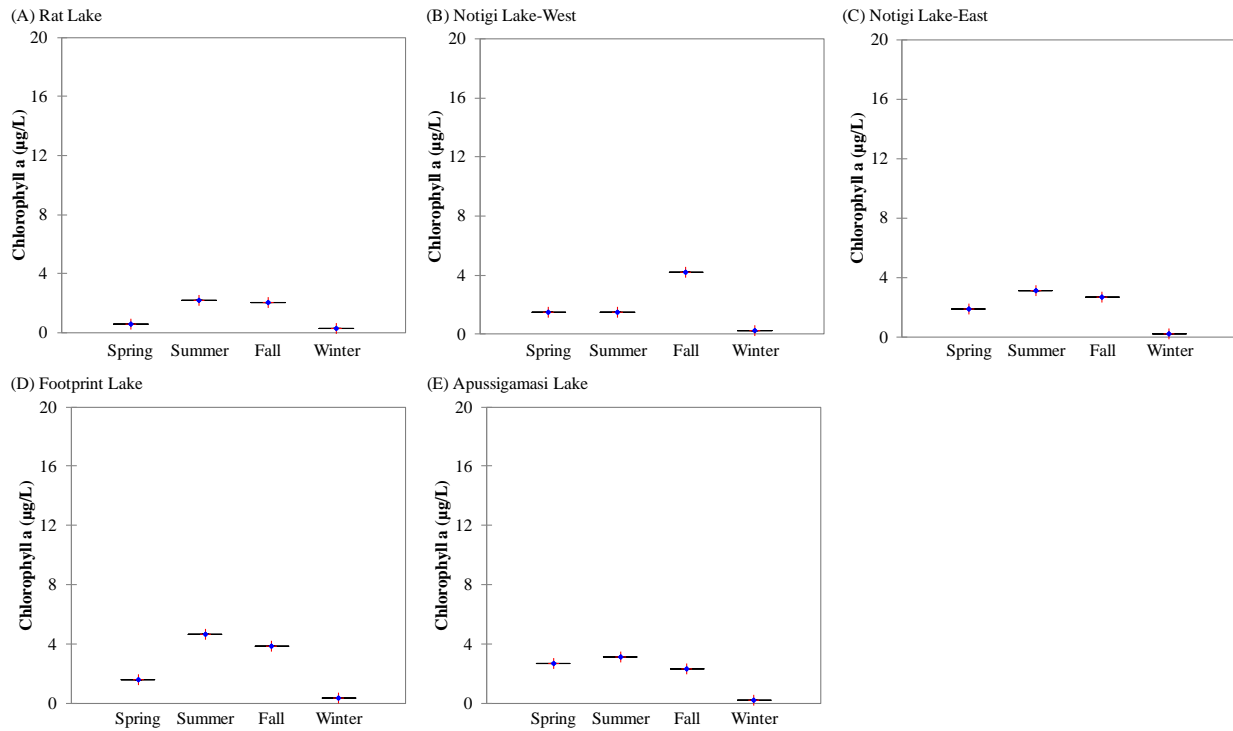 (A) Rat Lake
20
16
12
8
4
0
Chlorophyll a (µg/L)
Spring Summer Fall Winter
(B) Notigi Lake-West
20
16
12
8
4
0
Chlorophyll a (µg/L)
Spring Summer Fall Winter
(C) Notigi Lake-East
20
16
12
8
4
0
Chlorophyll a (µg/L)
Spring Summer Fall Winter
(D) Footprint Lake
20
16
12
8
4
0
Chlorophyll a (µg/L)
Spring Summer Fall Winter
(E) Apussigamasi Lake
20
16
12
8
4
0
Chlorophyll a (µg/L)
Spring Summer Fall Winter